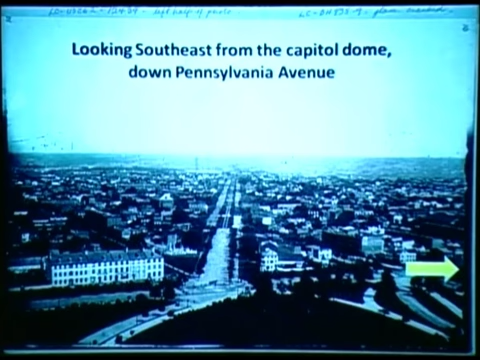 Looking Southeast from the capitol dome,
down Pennsylvania Avenue